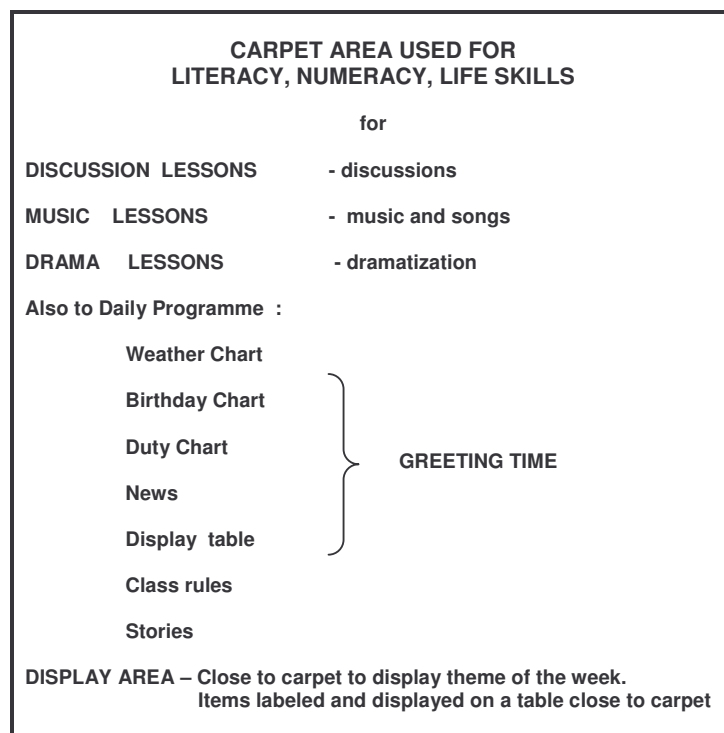 CARPET AREA USED FOR
LITERACY, NUMERACY, LIFE SKILLS
for
DISCUSSION LESSONS - discussions
MUSIC LESSONS - music and songs
DRAMA LESSONS - dramatization
Also to Daily Programme :
Weather Chart
Birthday Chart
Duty Chart
GREETING TIME
News
Display table
Class rules
Stories
DISPLAY AREA – Close to carpet to display theme of the week.
Items labeled and displayed on a table close to carpet